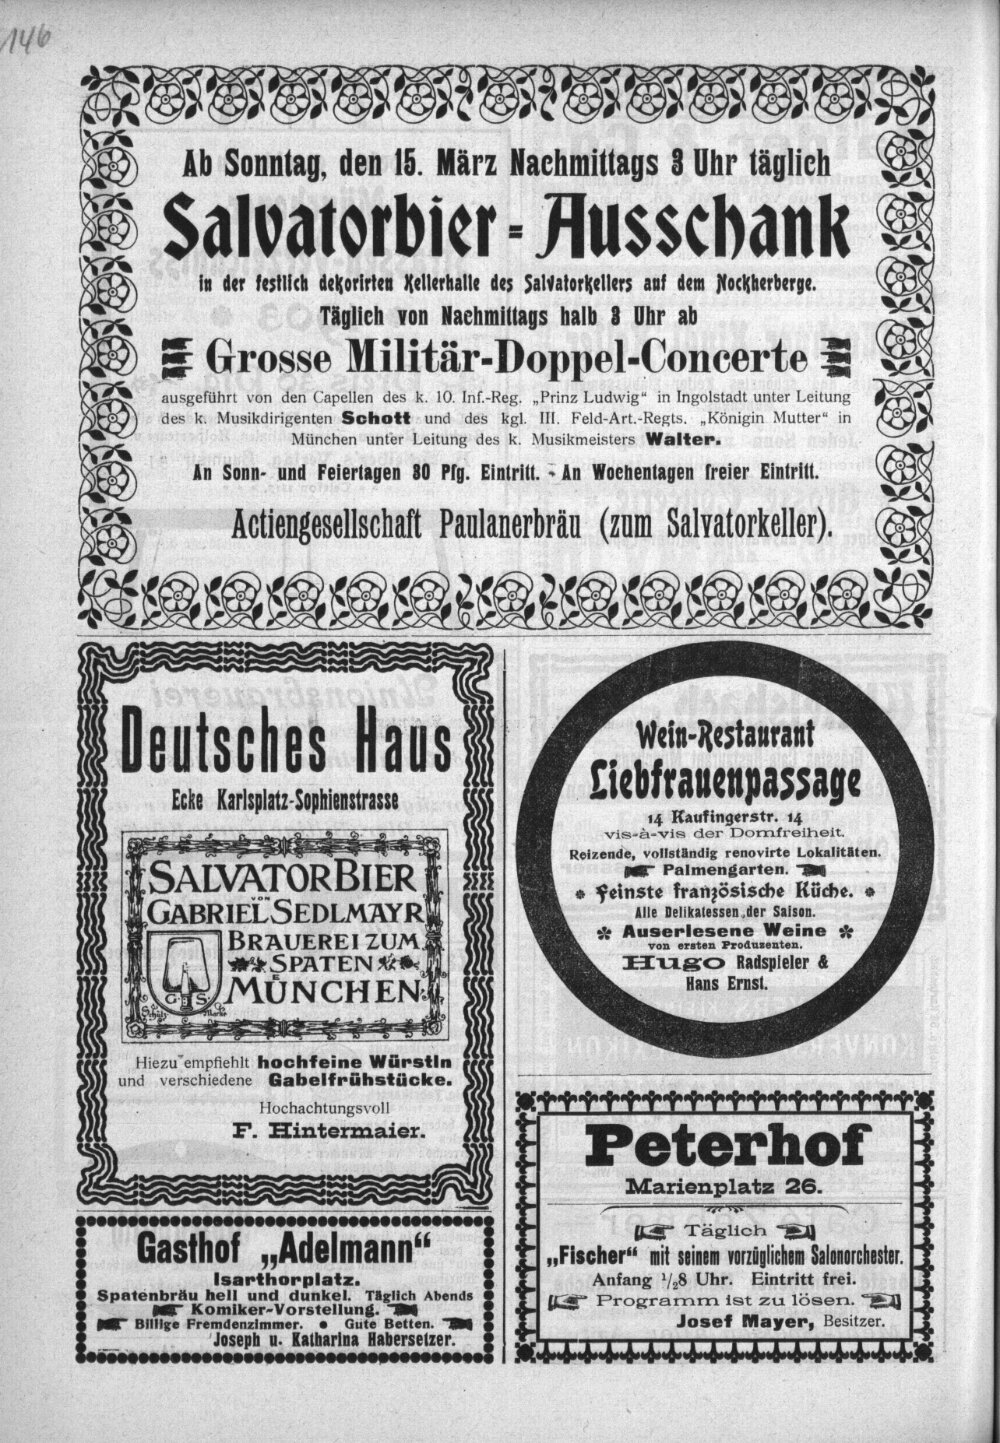 146
Ab Sonntag, den 15. März Nachmittags 3 Uhr täglich
Salvatorbier-Ausschank
in der festlich dekorirten Kellerhalle des Salvatorkellers auf dem Nockherberge.
Täglich von Nachmittags halb 3 Uhr ab
Grosse Militär-Doppel-Concerte
ausgeführt von den Capellen des k. 10. Inf.-Reg. „Prinz Ludwig“ in Ingolstadt unter Leitung
des k. Musikdirigenten Schott und des kgl. III. Feld-Art.-Regts. „Königin Mutter“ in
München unter Leitung des k. Musikmeisters Walter.
An Sonn- und Feiertagen 30 Pfg. Eintritt. - An Wochentagen freier Eintritt.
Actiengesellschaft Paulanerbräu (zum Salvatorkeller).
Deutsches Haus
Ecke Karlsplatz-Sophienstrasse
SALVATORBIER
VON
GABRIEL SEDLMAYR
BRAUEREI ZUM
SPATEN
MÜNCHEN
G. S.
Schutz Marke
Hiezu empfiehlt hochfeine Würstln
und verschiedene Gabelfrühstücke.
Hochachtungsvoll
F. Hintermaier.
Gasthof „Adelmann“
Isarthorplatz.
Spatenbräu hell und dunkel. Täglich Abends
Komiker-Vorstellung.
Billige Fremdenzimmer. • Gute Betten.
Joseph u. Katharina Habersetzer.
Wein-Restaurant
Liebfrauenpassage
14 Kaufingerstr. 14
vis-à-vis der Domfreiheit.
Reizende, vollständig renovirte Lokalitäten.
Palmengarten.
Feinste französische Küche.
Alle Delikatessen der Saison.
Auserlesene Weine
von ersten Produzenten.
Hugo Radspieler &
Hans Ernst.
Peterhof
Marienplatz 26.
Täglich
„Fischer“ mit seinem vorzüglichem Salonorchester.
Anfang 1/28 Uhr. Eintritt frei.
Programm ist zu lösen.
Josef Mayer, Besitzer.